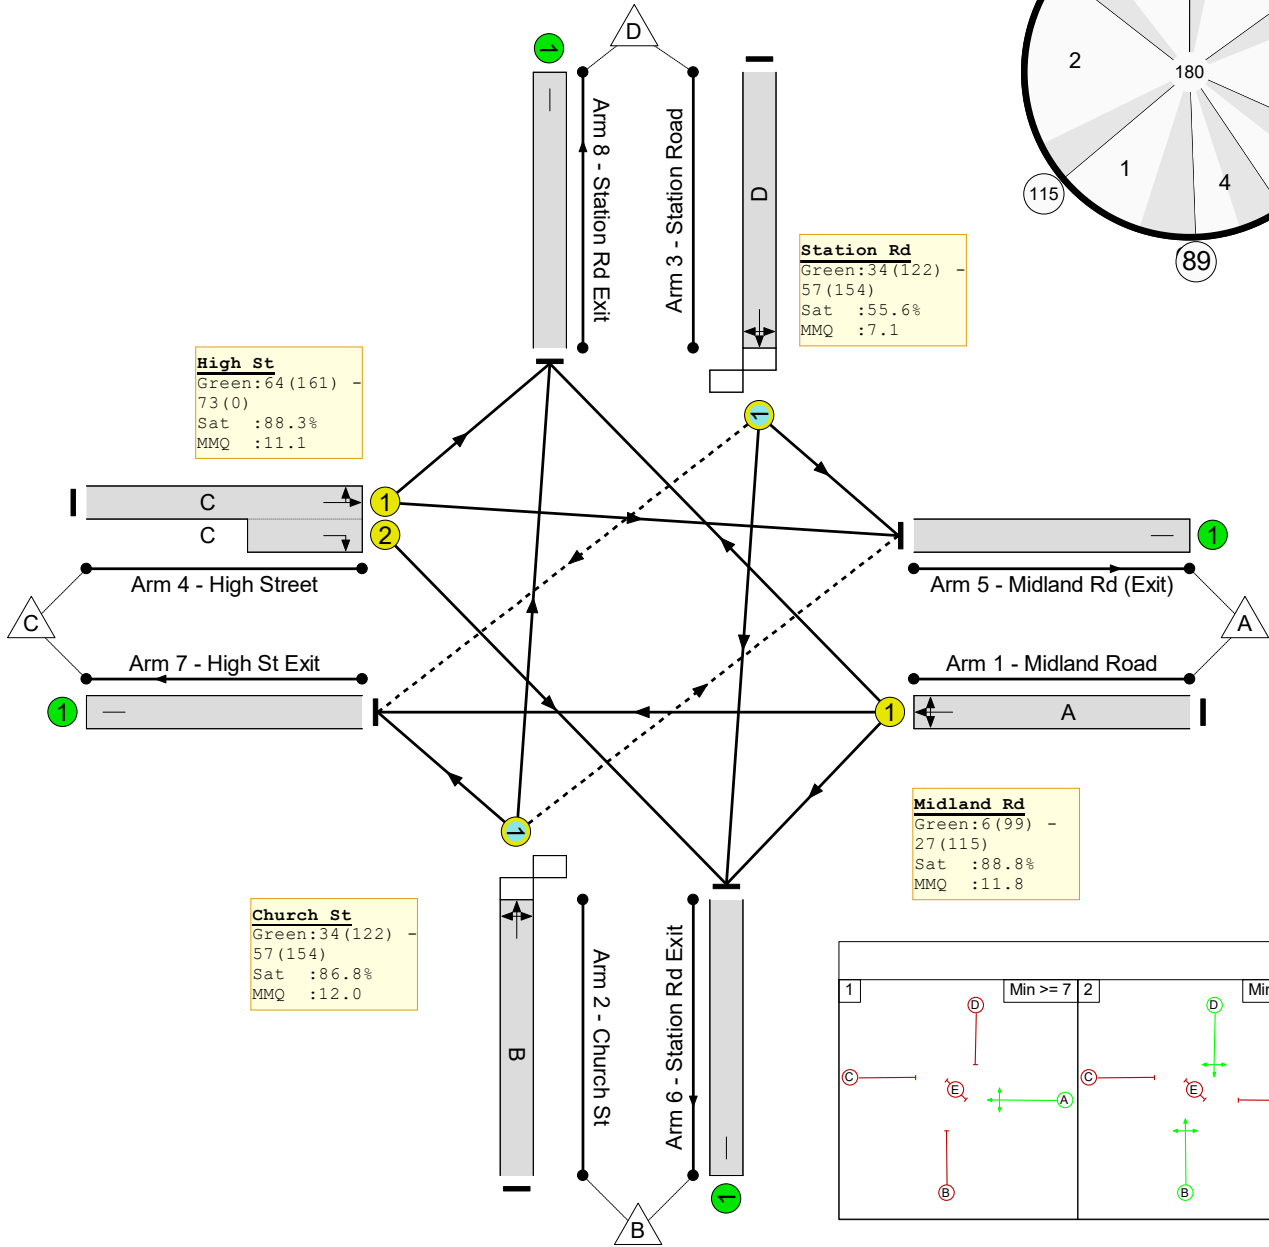 D
1
Arm 8 - Station Rd Exit
Arm 3 - Station Road
D
2
180
1
4
115
89
Station Rd
Green:34(122) -
57(154)
Sat :55.6%
MMQ :7.1
High St
Green:64(161) -
73(0)
Sat :88.3%
MMQ :11.1
1
C
1
C
2
1
Arm 4 - High Street
Arm 5 - Midland Rd (Exit)
C
A
Arm 7 - High St Exit
Arm 1 - Midland Road
1
1
A
Midland Rd
Green:6(99) -
27(115)
Sat :88.8%
MMQ :11.8
1
Church St
Green:34(122) -
57(154)
Sat :86.8%
MMQ :12.0
B
Arm 2 - Church St
Arm 6 - Station Rd Exit
1
B
1
Min >= 7
D
C
E
A
B
2
Min
D
C
E
B